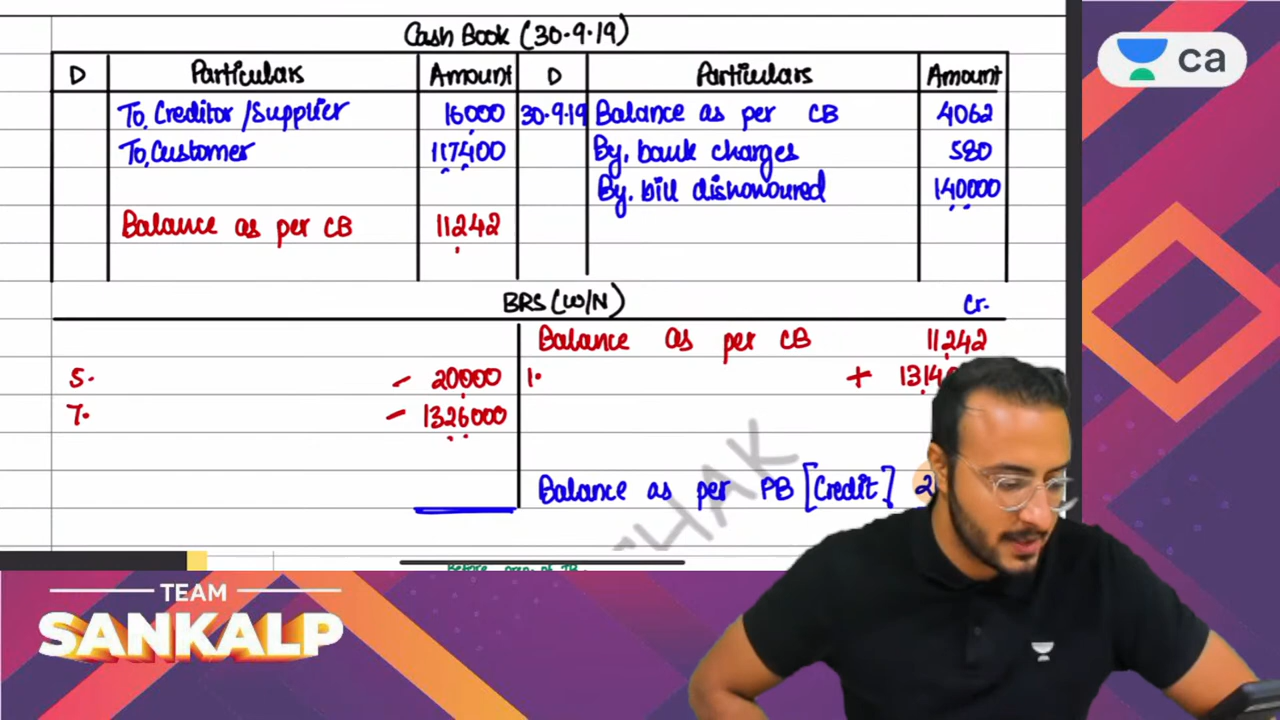 Cash Book (30.9.19)
D Particulars Amount D Particulars Amount
To, Creditor/Supplier 16000 30.9.19 Balance as per CB 4062
To, Customer 117400 By, bank charges 580
By, bill dishonoured 140000
Balance as per CB 11242
BRS (W/N) Cr.
Balance as per CB 11242
5. - 20000 1. +
7. - 1326000
Balance as per PB [Credit]
TEAM
SANKALP
ca